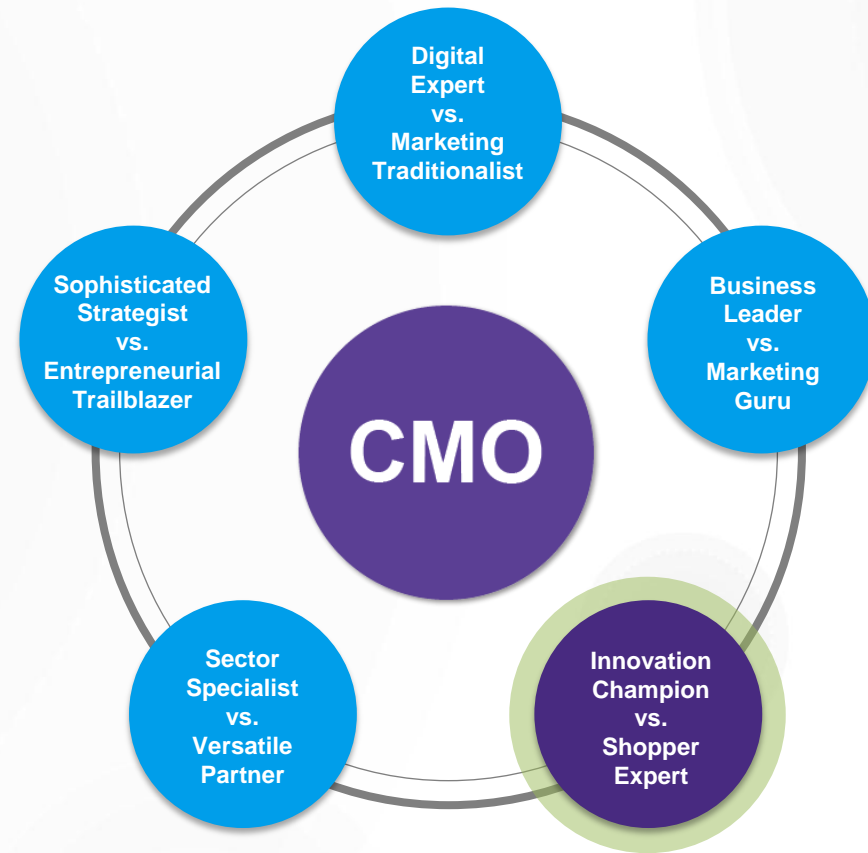 Digital
Expert
vs.
Marketing
Traditionalist
Sophisticated
Strategist
vs.
Entrepreneurial
Trailblazer
Business
Leader
vs.
Marketing
Guru
CMO
Sector
Specialist
vs.
Versatile
Partner
Innovation
Champion
vs.
Shopper
Expert